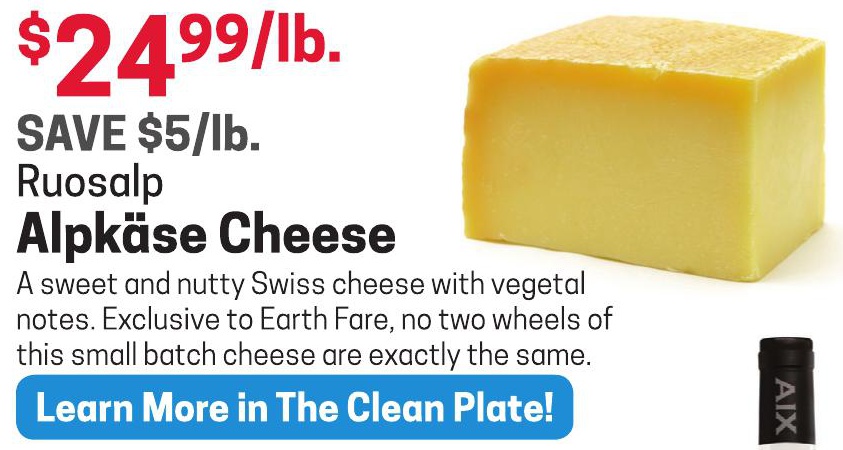 $24.99/lb.
SAVE $5/lb.
Ruosalp
Alpkäse Cheese
A sweet and nutty Swiss cheese with vegetal
notes. Exclusive to Earth Fare, no two wheels of
this small batch cheese are exactly the same.
Learn More in The Clean Plate!
AIX